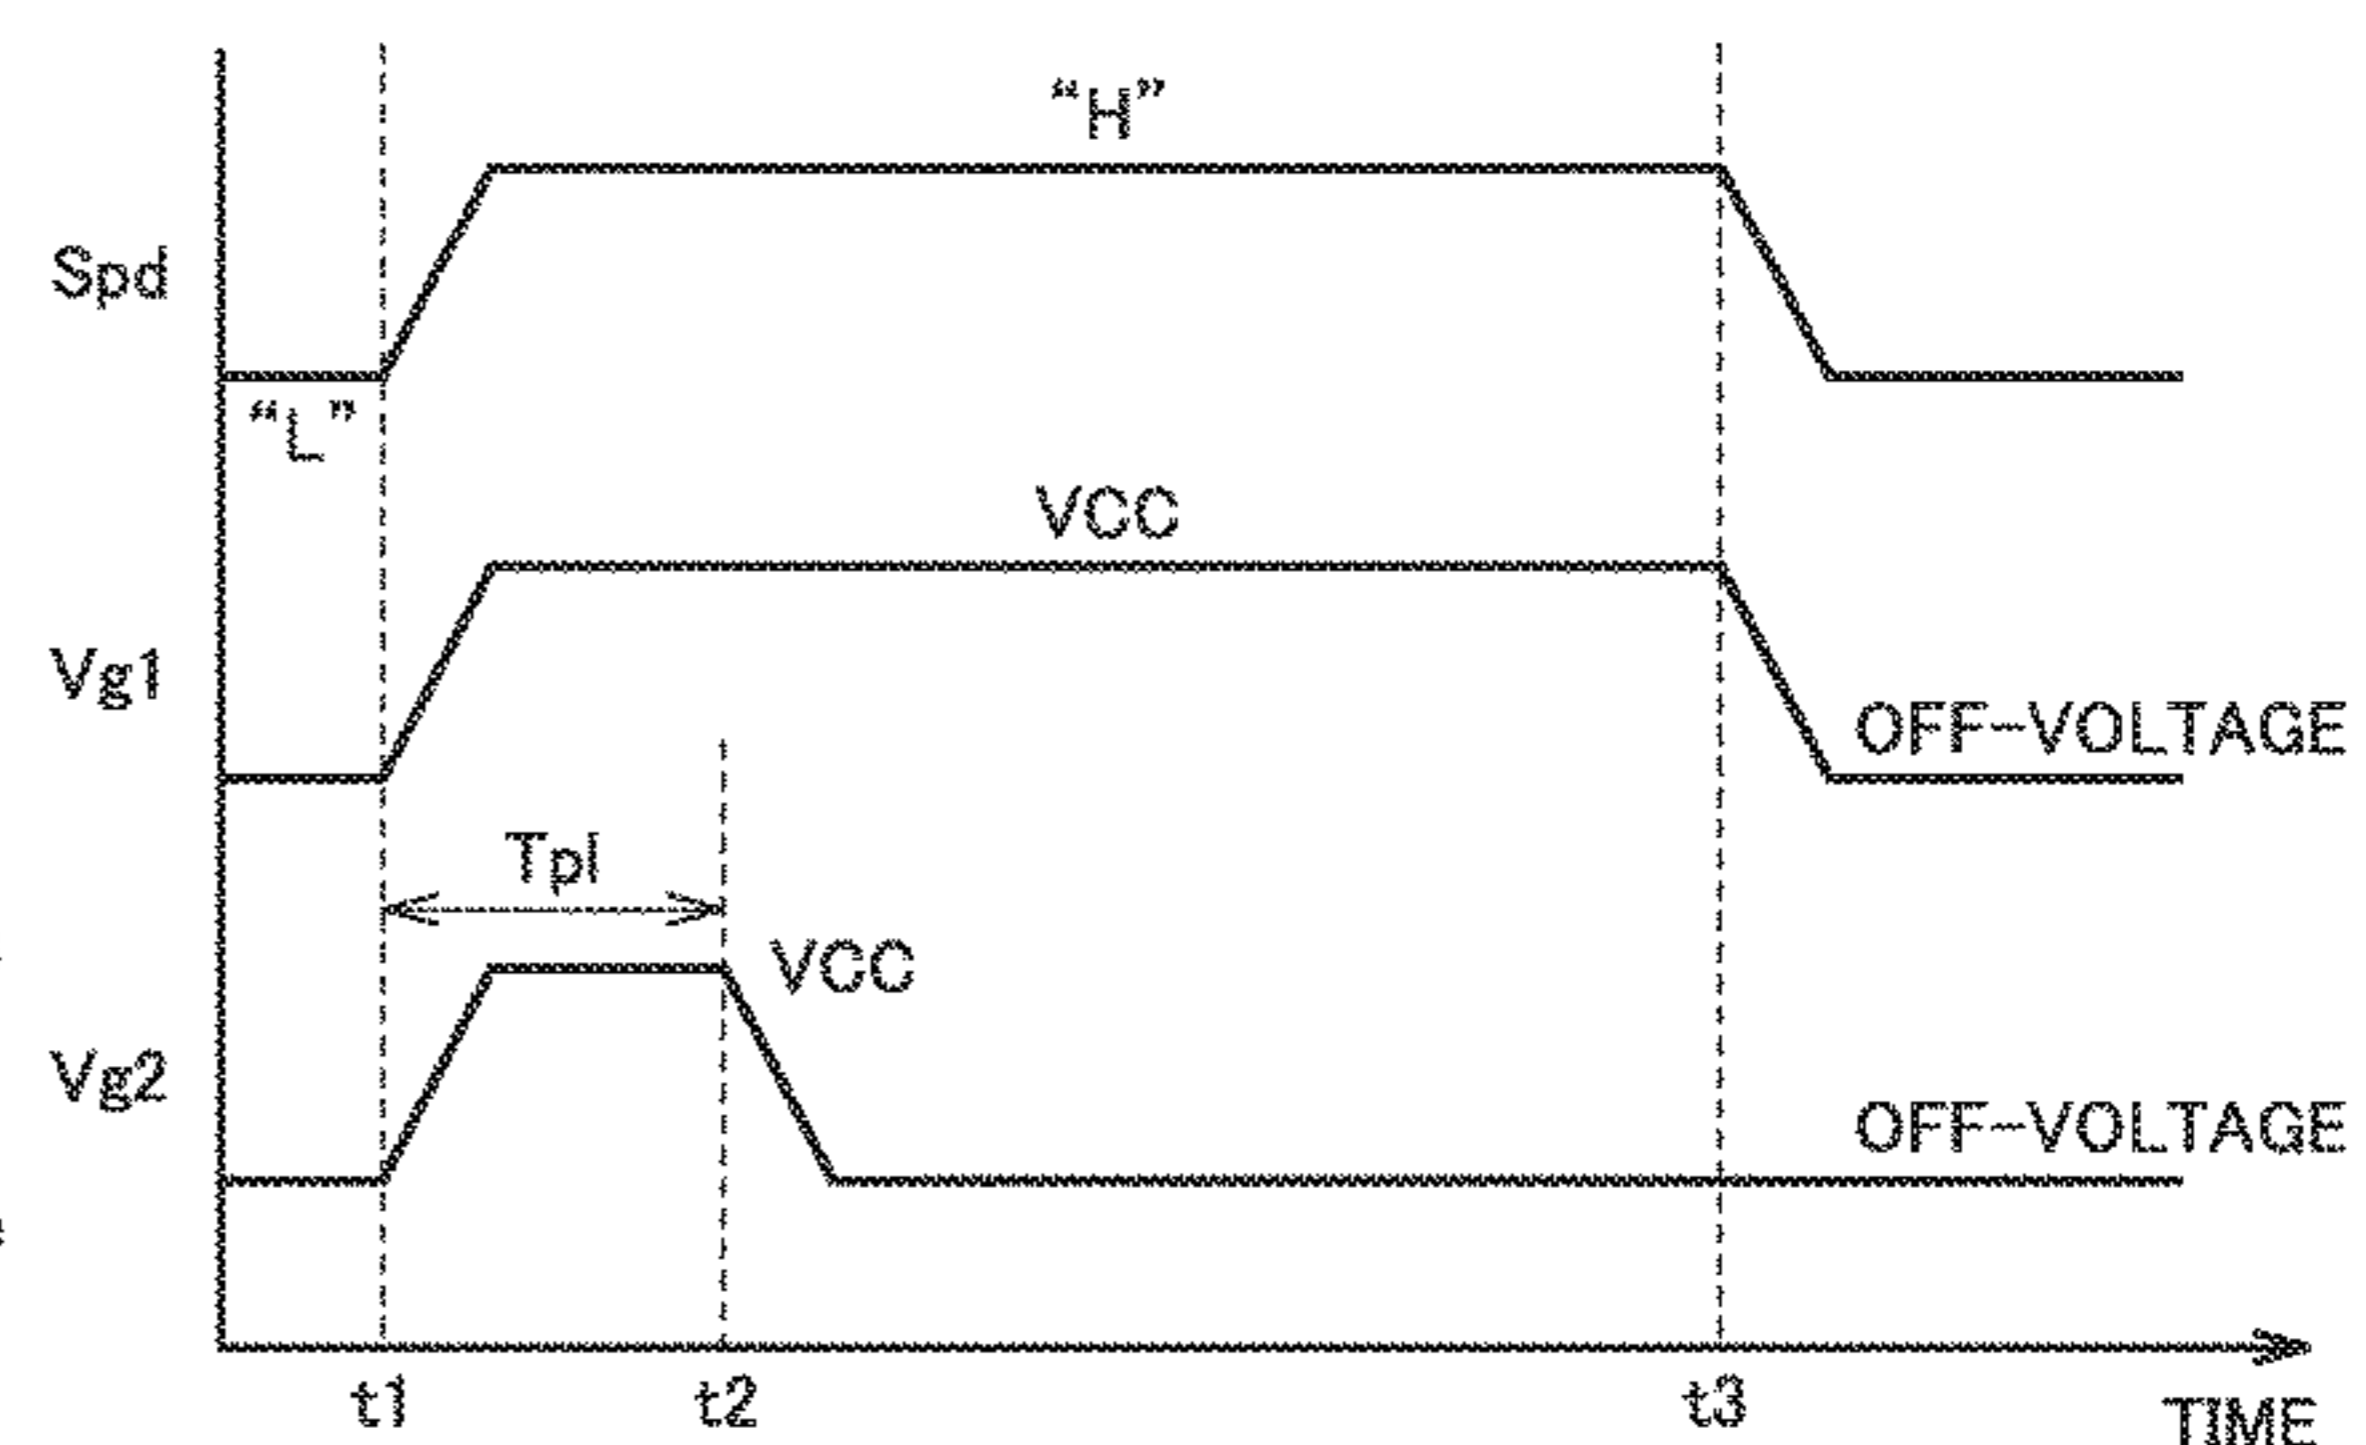 “H”
Spd
“L”
VCC
Vg1
OFF-VOLTAGE
Tpl
VCC
Vg2
OFF-VOLTAGE
t1
t2
t3
TIME